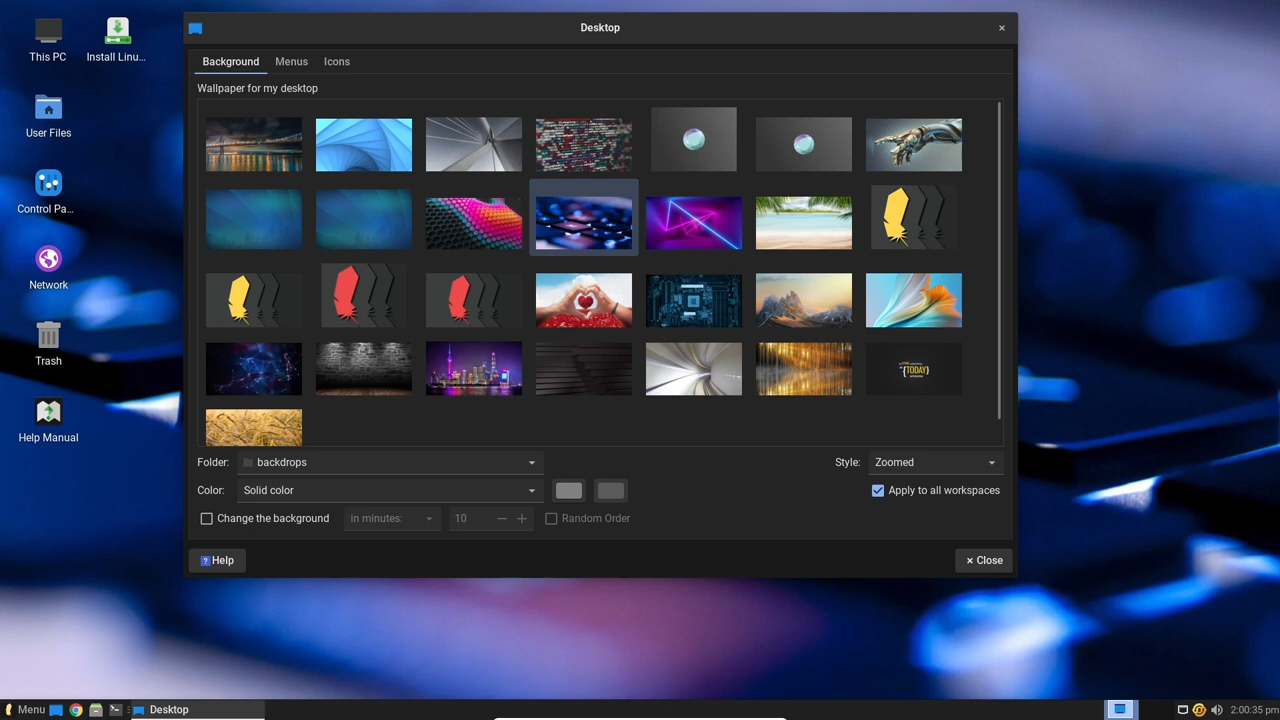 Desktop
This PC
Install Linu...
User Files
Control Pa...
Network
Trash
Help Manual
Background
Menus
Icons
Wallpaper for my desktop
{TODAY}
Folder:
backdrops
Style:
Zoomed
Color:
Solid color
Apply to all workspaces
Change the background
in minutes:
10
Random Order
? Help
Close
Menu
Desktop
2:00:35 pm